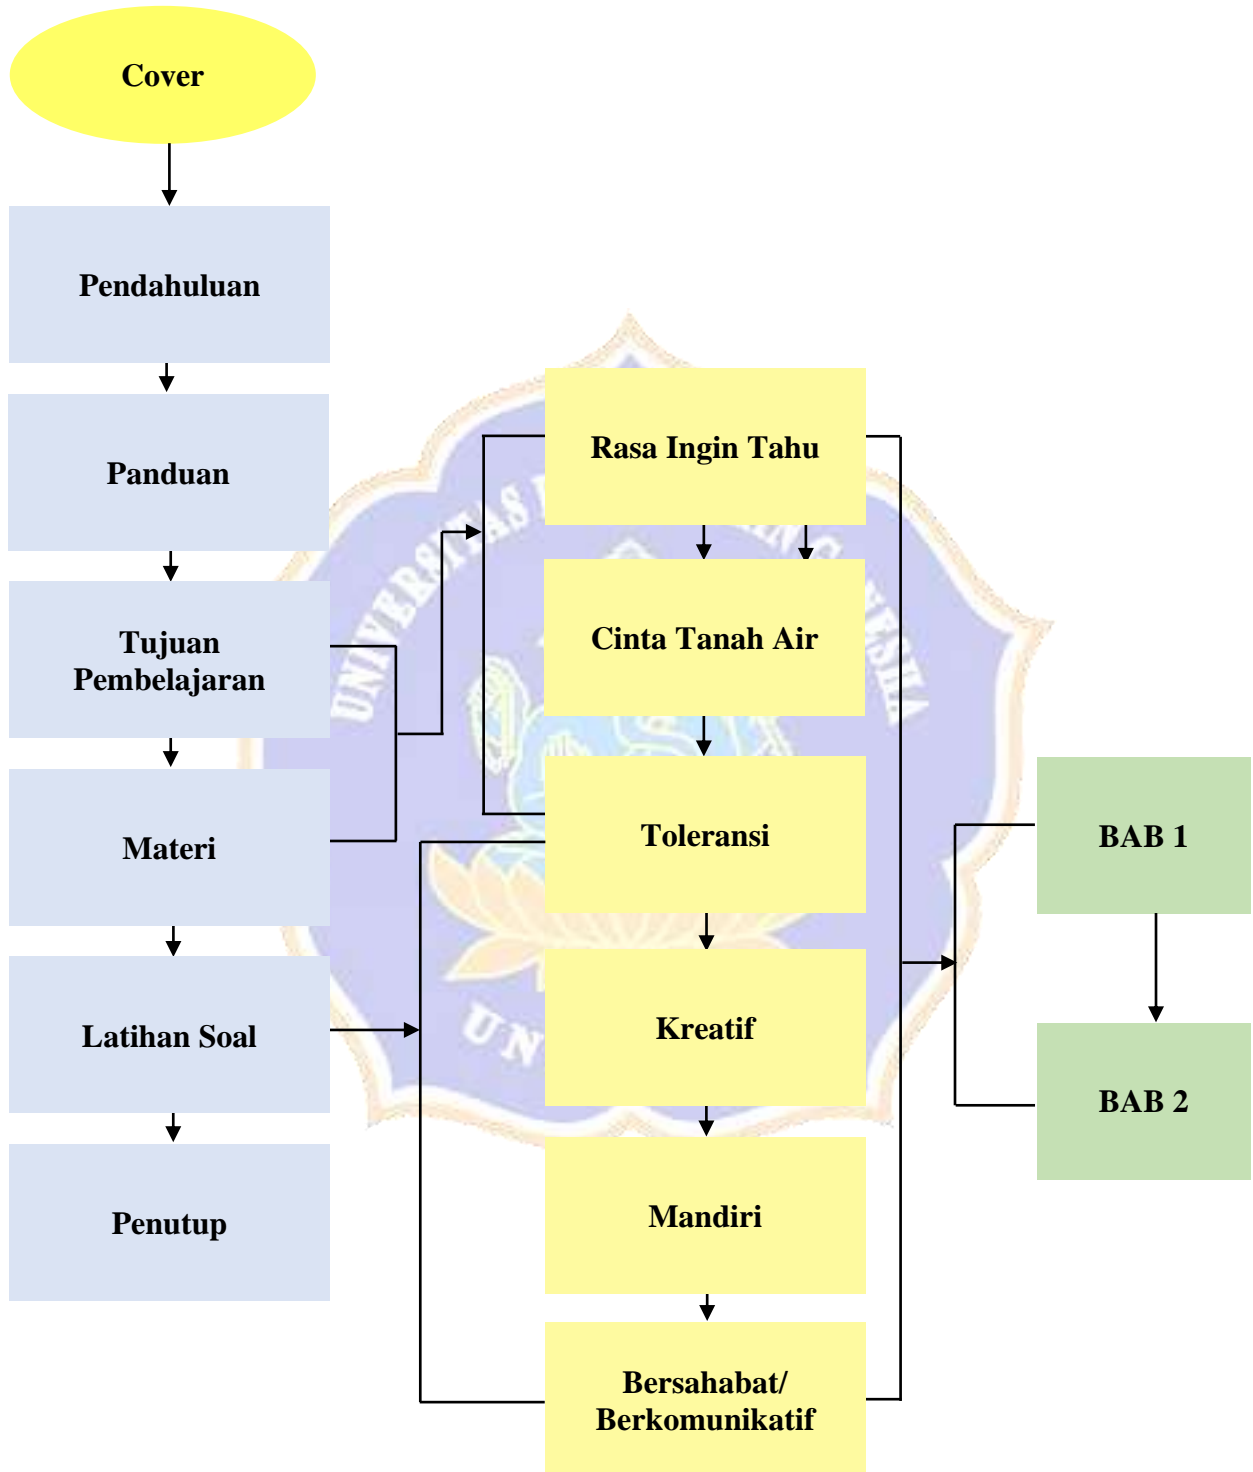 Cover
Pendahuluan
Panduan
Tujuan
Pembelajaran
Materi
Latihan Soal
Penutup
Rasa Ingin Tahu
Cinta Tanah Air
Toleransi
Kreatif
Mandiri
Bersahabat/
Berkomunikatif
BAB 1
BAB 2
UNIVERSITAS